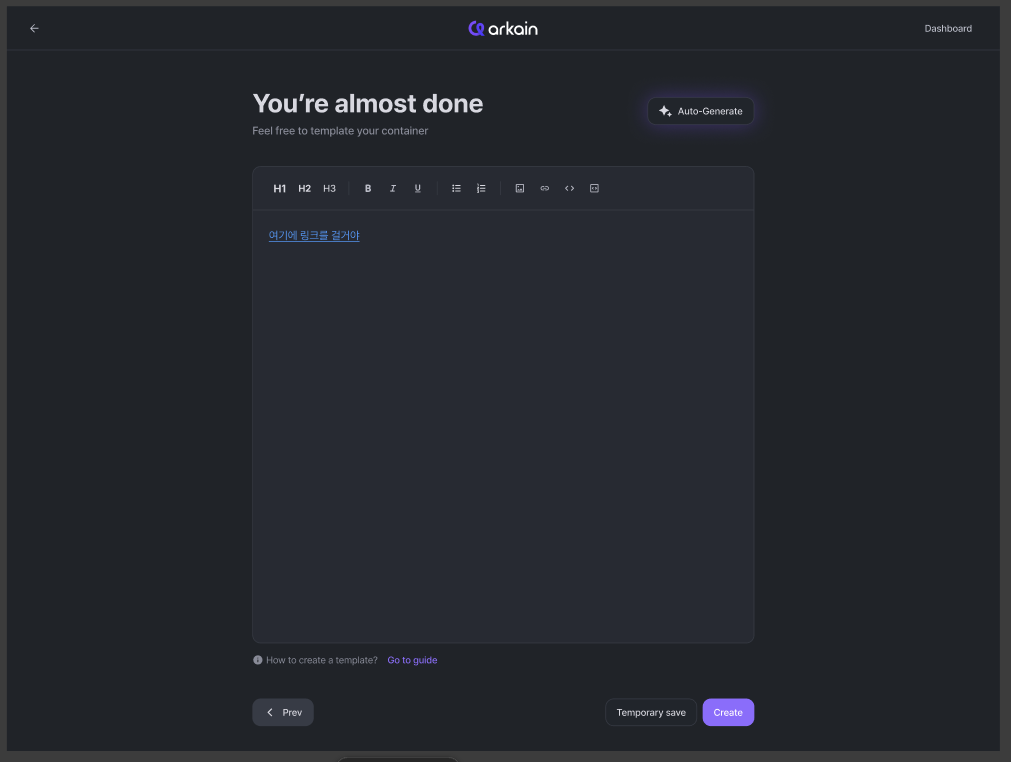 arkain
Dashboard
You're almost done
Auto-Generate
Feel free to template your container
H1 H2 H3 B I U
여기에 링크를 걸거야
How to create a template? Go to guide
Prev
Temporary save
Create